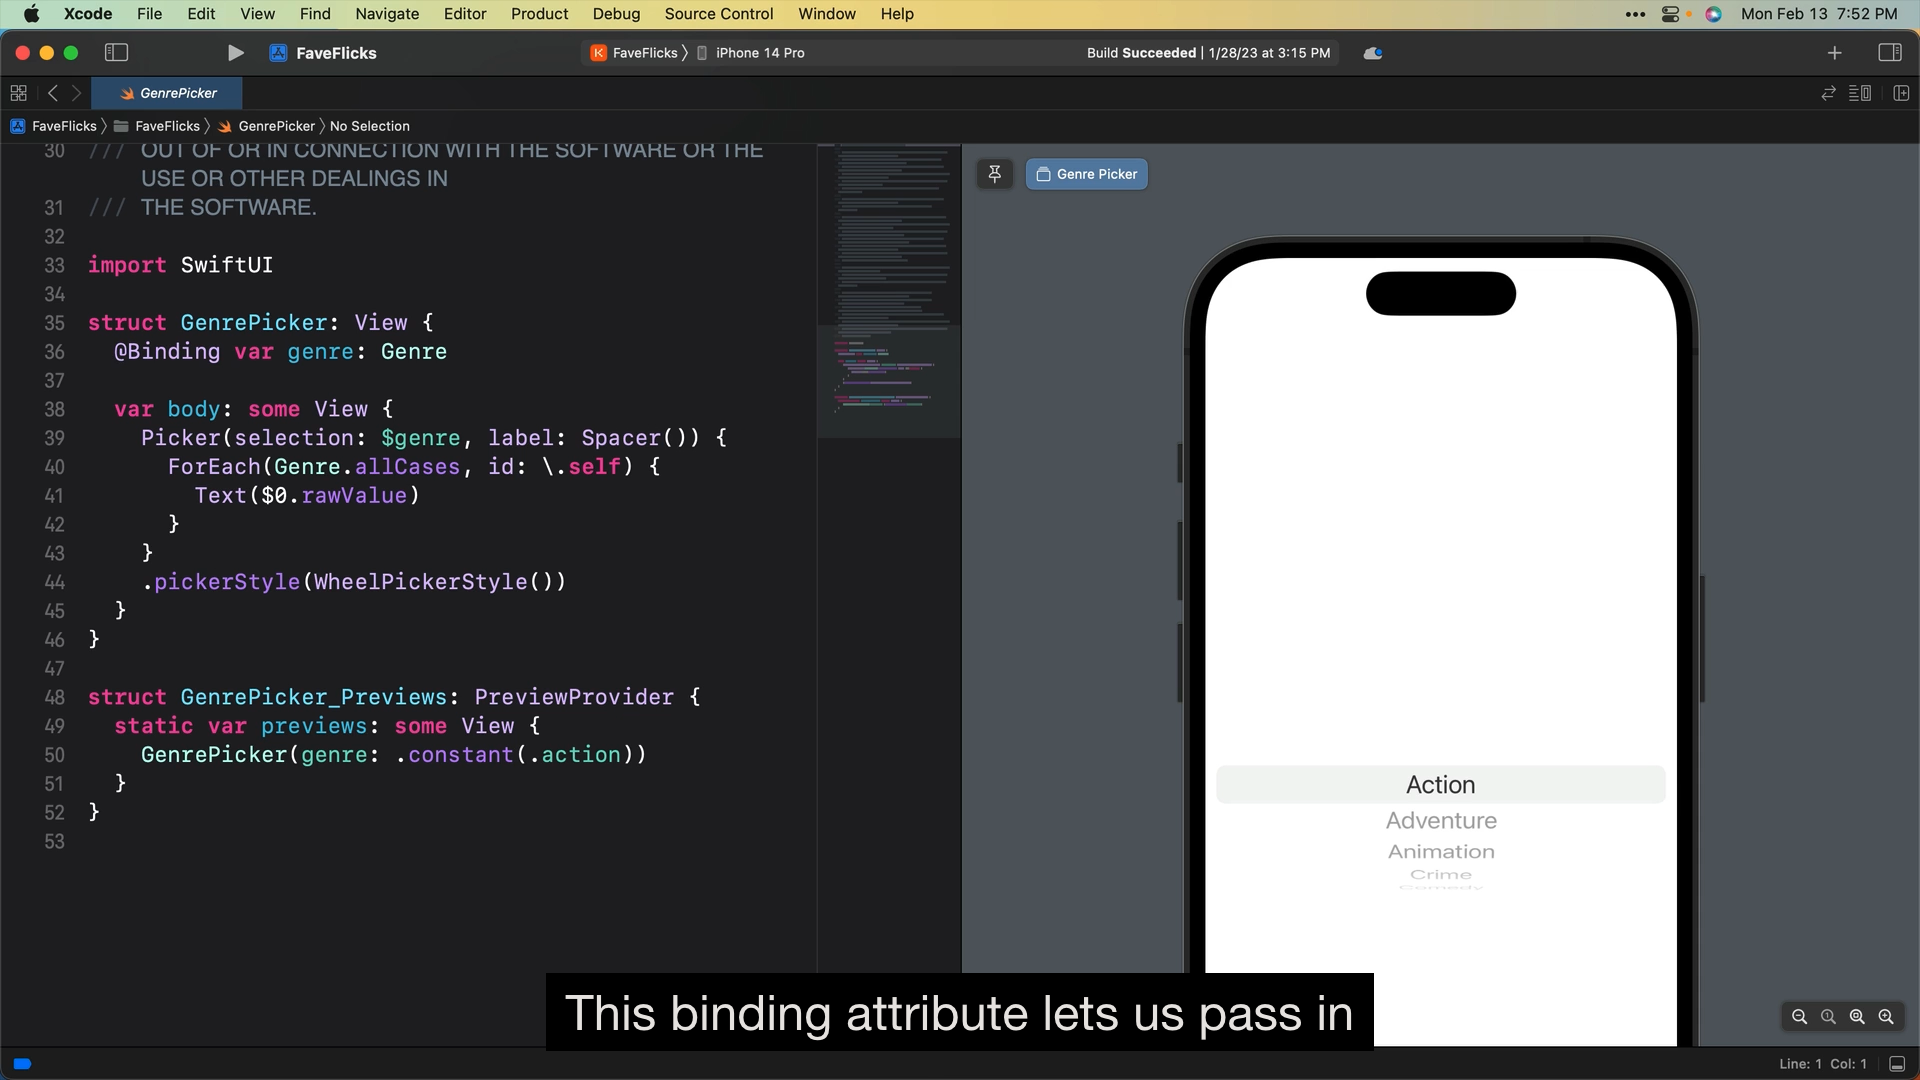 Xcode File Edit View Find Navigate Editor Product Debug Source Control Window Help Mon Feb 13 7:52 PM
FaveFlicks FaveFlicks iPhone 14 Pro Build Succeeded | 1/28/23 at 3:15 PM
GenrePicker
FaveFlicks FaveFlicks GenrePicker No Selection
30 /// OUT OF OR IN CONNECTION WITH THE SOFTWARE OR THE
USE OR OTHER DEALINGS IN
31 /// THE SOFTWARE.
32
33 import SwiftUI
34
35 struct GenrePicker: View {
36 @Binding var genre: Genre
37
38 var body: some View {
39 Picker(selection: $genre, label: Spacer()) {
40 ForEach(Genre.allCases, id: \.self) {
41 Text($0.rawValue)
42 }
43 }
44 .pickerStyle(WheelPickerStyle())
45 }
46 }
47
48 struct GenrePicker_Previews: PreviewProvider {
49 static var previews: some View {
50 GenrePicker(genre: .constant(.action))
51 }
52 }
53
Genre Picker
Action
Adventure
Animation
Crime
Comedy
This binding attribute lets us pass in
Line: 1 Col: 1